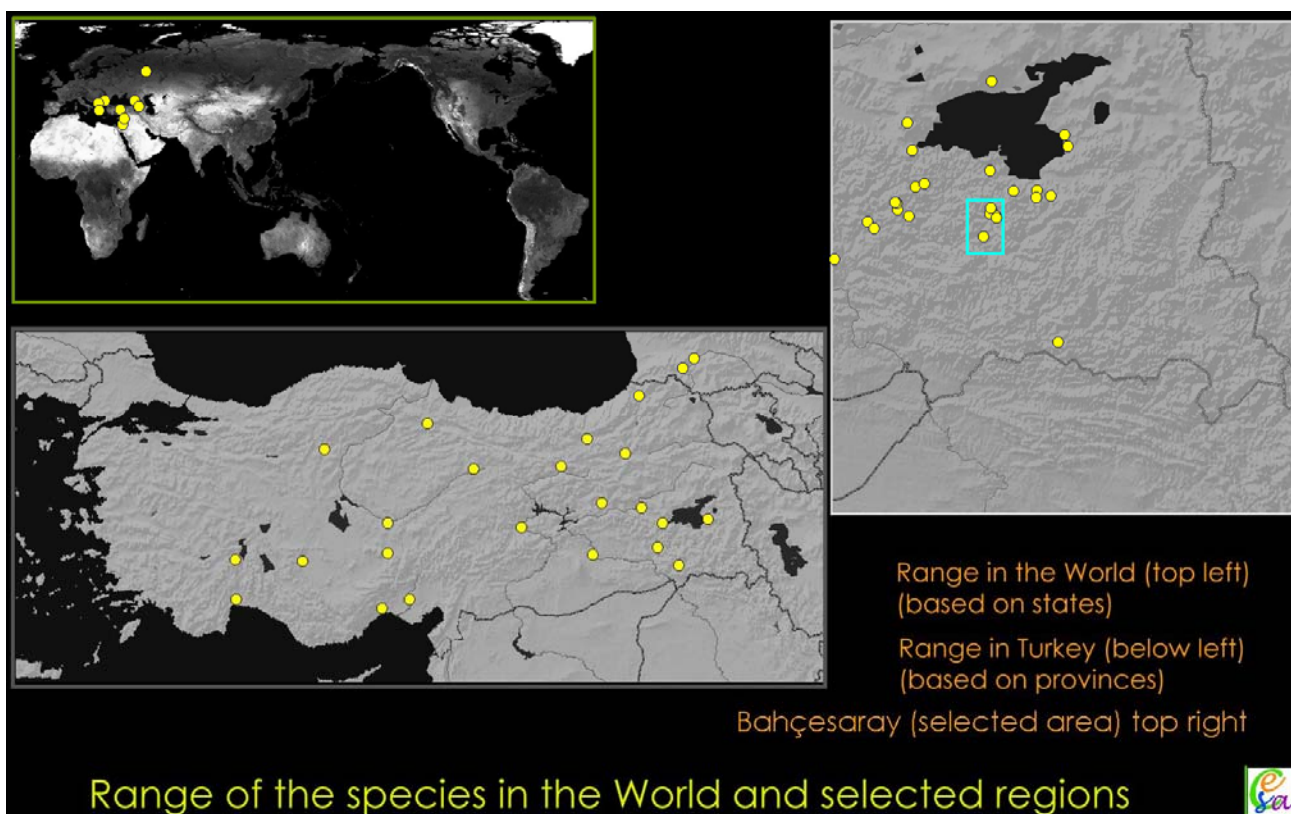 Range in the World (top left)
(based on states)
Range in Turkey (below left)
(based on provinces)
Bahçesaray (selected area) top right
Range of the species in the World and selected regions